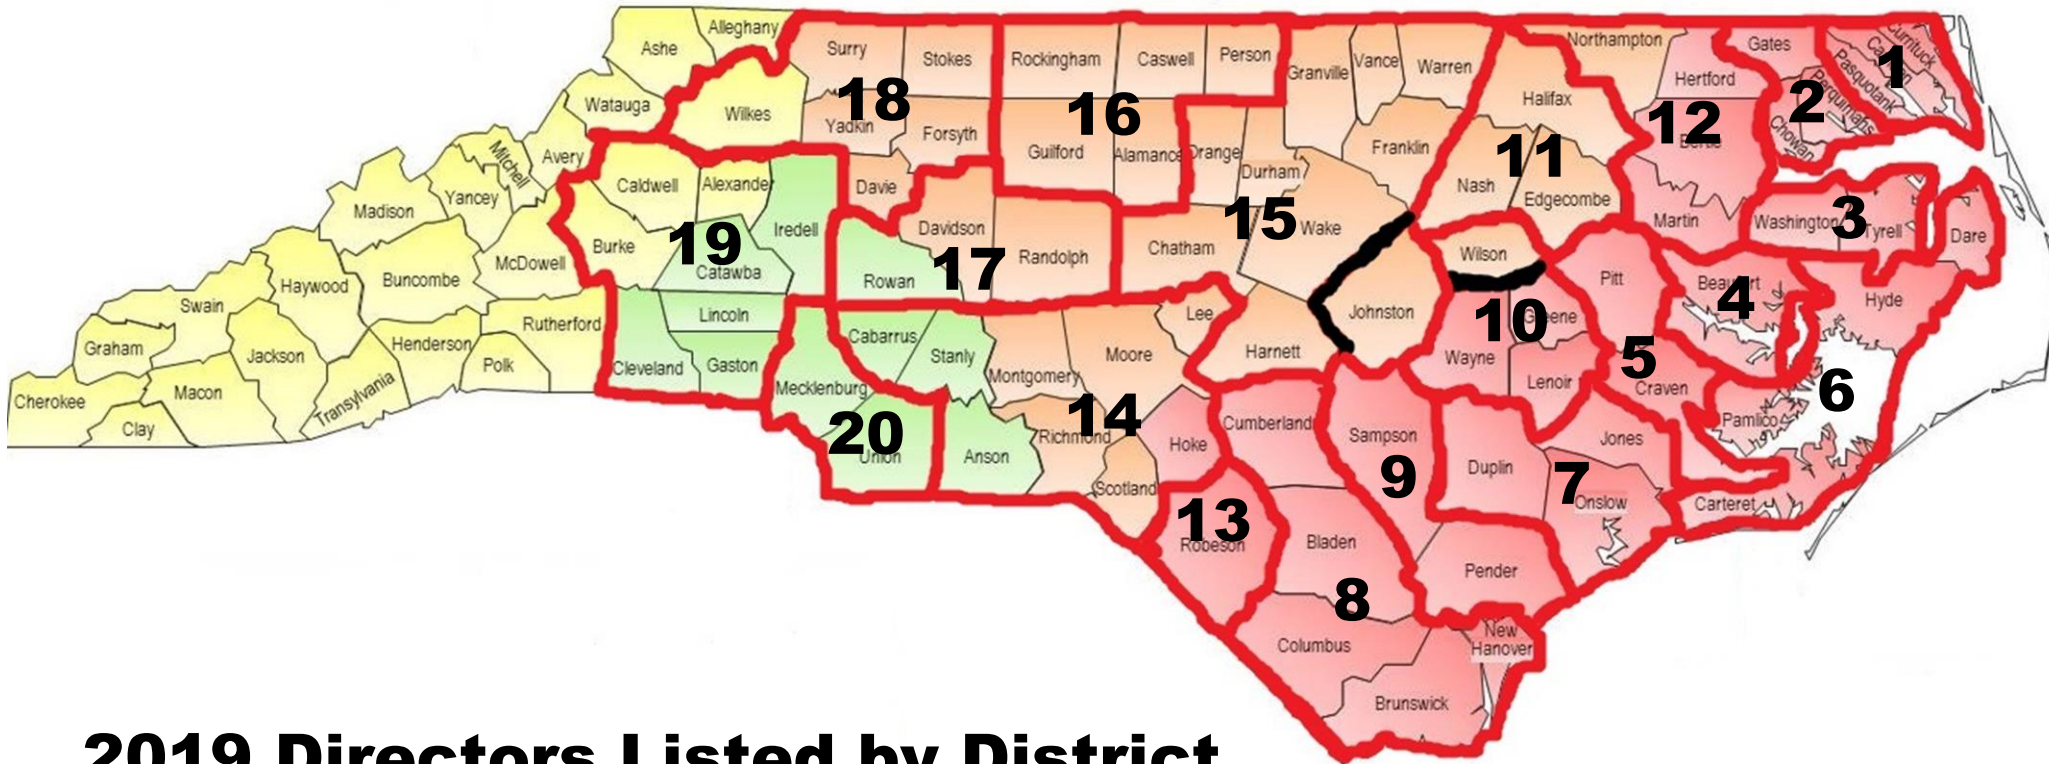 Alleghany
Ashe
Surry
Stokes
Rockingham
Caswell
Person
Granville
Vance
Warren
Northampton
Gates
Currituck
Camden
Pasquotank
Perquimans
Chowan
Hertford
1
2
Watauga
Wilkes
18
Yadkin
Forsyth
16
Guilford
Alamance
Orange
Durham
Franklin
Halifax
11
Nash
Edgecombe
12
Bertie
Martin
Mitchell
Avery
Yancey
Madison
Caldwell
Alexander
Iredell
Davie
Davidson
Randolph
Chatham
15
Wake
Wilson
Washington
3
Tyrell
Dare
Burke
19
Catawba
Rowan
17
McDowell
Buncombe
Haywood
Swain
Graham
Jackson
Henderson
Polk
Rutherford
Cleveland
Lincoln
Gaston
Mecklenburg
Cabarrus
Stanly
Montgomery
Moore
Lee
Harnett
Johnston
10
Greene
Wayne
Lenoir
Pitt
Beaufort
4
Hyde
5
Craven
6
Pamlico
Cherokee
Macon
Clay
Transylvania
20
Union
Anson
14
Richmond
Scotland
Hoke
Cumberland
Sampson
9
Duplin
7
Jones
Onslow
Carteret
13
Robeson
Bladen
8
Pender
Columbus
New
Hanover
Brunswick
2019 Directors Listed by District